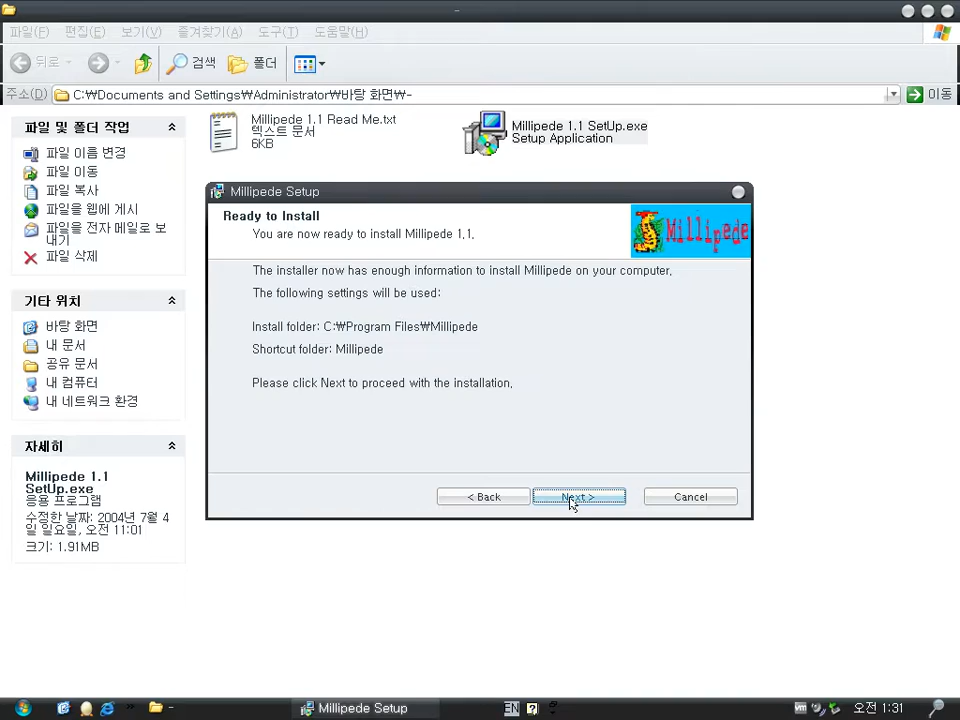 -
파일(F) 편집(E) 보기(V) 즐겨찾기(A) 도구(T) 도움말(H)
뒤로 검색 폴더
주소(D) C:₩Documents and Settings₩Administrator₩바탕 화면₩- 이동
파일 및 폴더 작업
파일 이름 변경
파일 이동
파일 복사
파일을 웹에 게시
파일을 전자 메일로 보
내기
파일 삭제
기타 위치
바탕 화면
내 문서
공유 문서
내 컴퓨터
내 네트워크 환경
자세히
Millipede 1.1
SetUp.exe
응용 프로그램
수정한 날짜: 2004년 7월 4
일 일요일, 오전 11:01
크기: 1.91MB
Millipede 1.1 Read Me.txt
텍스트 문서
6KB
Millipede 1.1 SetUp.exe
Setup Application
Millipede Setup
Ready to Install
You are now ready to install Millipede 1.1.
Millipede
The installer now has enough information to install Millipede on your computer.
The following settings will be used:
Install folder: C:₩Program Files₩Millipede
Shortcut folder: Millipede
Please click Next to proceed with the installation.
< Back Next > Cancel
- Millipede Setup EN 오전 1:31